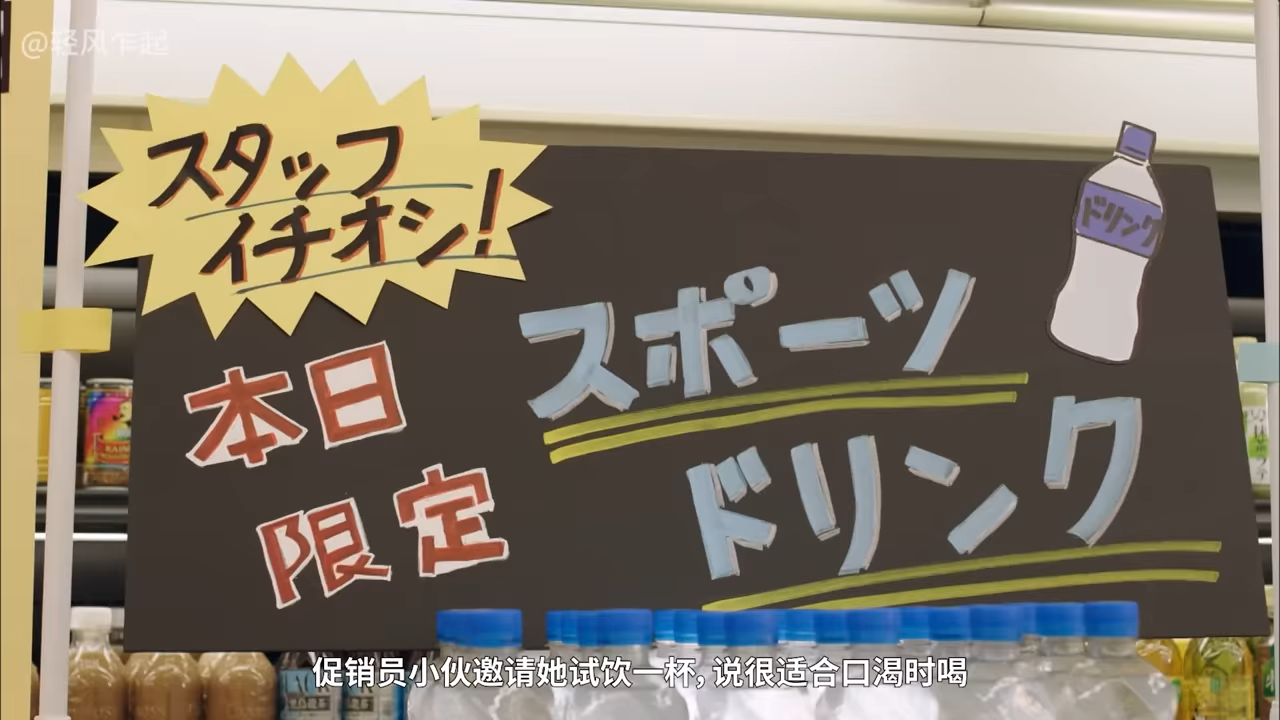 @轻风乍起
スタッフ
イチオシ!
本日
限定
スポーツ
ドリンク
ドリンク
促销员小伙邀请她试饮一杯, 说很适合口渴时喝